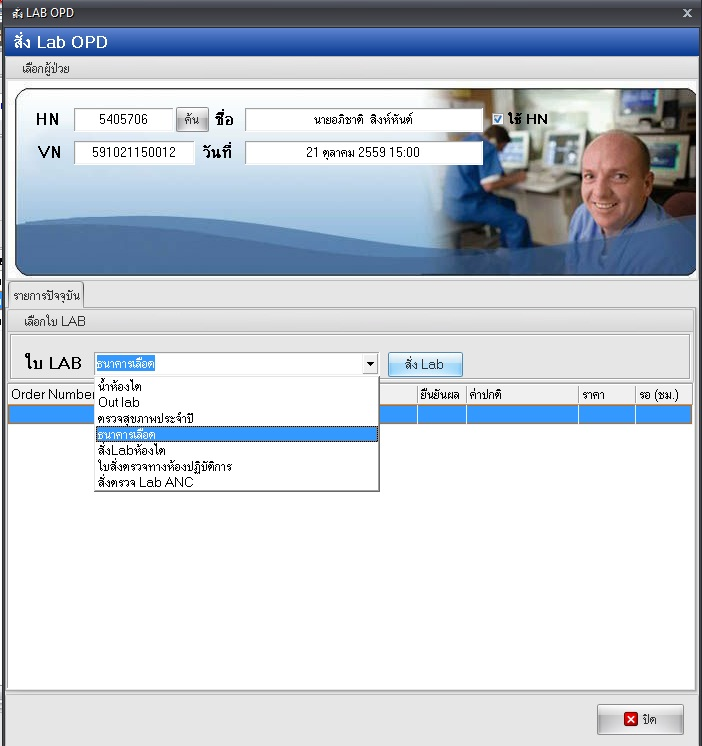 สั่ง LAB OPD
สั่ง Lab OPD
เลือกผู้ป่วย
HN 5405706 ค้น ชื่อ นายอภิชาติ สิงห์หันต์ ใช้ HN
VN 591021150012 วันที่ 21 ตุลาคม 2559 15:00
รายการปัจจุบัน
เลือกใบ LAB
ใบ LAB ธนาคารเลือด สั่ง Lab
Order Number ยืนยันผล ค่าปกติ ราคา รอ (ชม.)
น้ำห้องไต
Out lab
ตรวจสุขภาพประจำปี
ธนาคารเลือด
สั่งLabห้องไต
ใบสั่งตรวจทางห้องปฏิบัติการ
สั่งตรวจ Lab ANC
ปิด